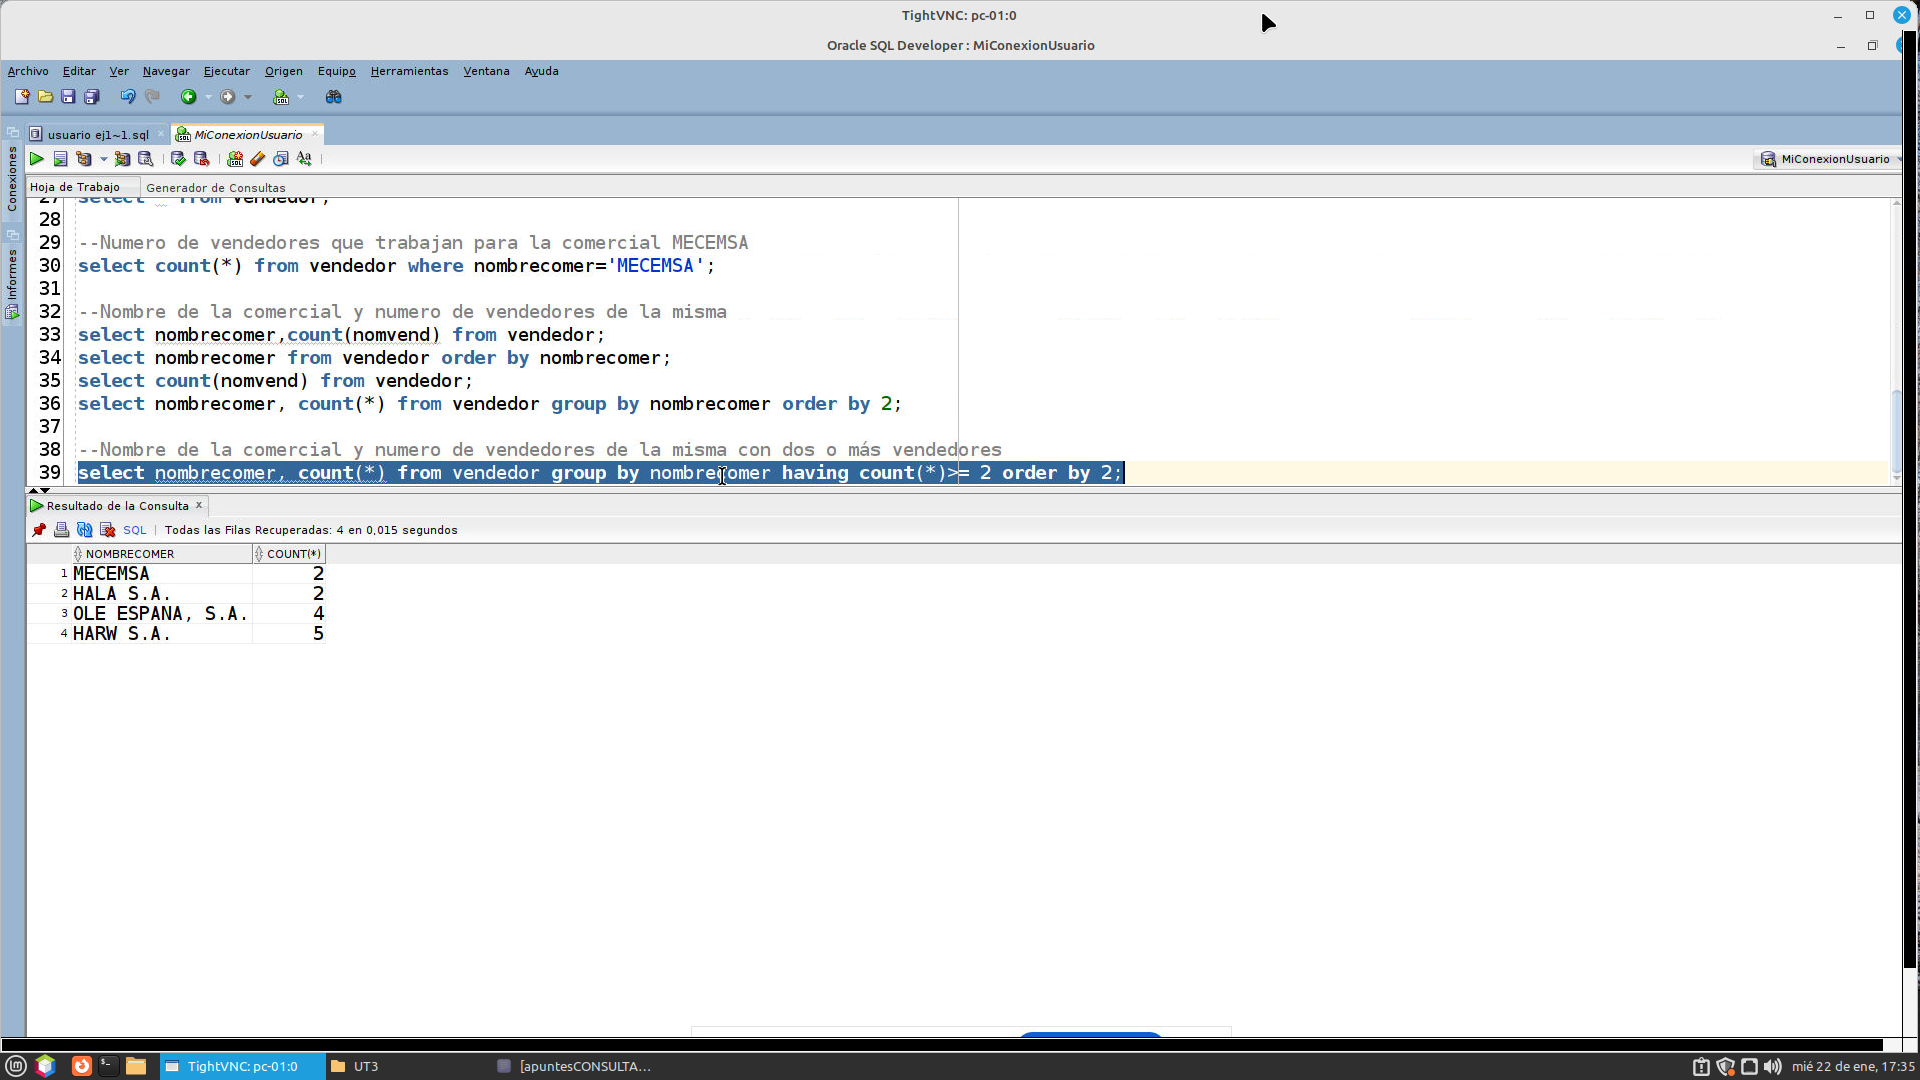 TightVNC: pc-01:0
Oracle SQL Developer : MiConexionUsuario
Archivo Editar Ver Navegar Ejecutar Origen Equipo Herramientas Ventana Ayuda
usuario ej1~1.sql MiConexionUsuario
MiConexionUsuario
Conexiones
Informes
Hoja de Trabajo Generador de Consultas
27 select * from vendedor;
28
29 --Numero de vendedores que trabajan para la comercial MECEMSA
30 select count(*) from vendedor where nombrecomer='MECEMSA';
31
32 --Nombre de la comercial y numero de vendedores de la misma
33 select nombrecomer,count(nomvend) from vendedor;
34 select nombrecomer from vendedor order by nombrecomer;
35 select count(nomvend) from vendedor;
36 select nombrecomer, count(*) from vendedor group by nombrecomer order by 2;
37
38 --Nombre de la comercial y numero de vendedores de la misma con dos o más vendedores
39 select nombrecomer, count(*) from vendedor group by nombrecomer having count(*)>= 2 order by 2;
Resultado de la Consulta x
SQL | Todas las Filas Recuperadas: 4 en 0,015 segundos
NOMBRECOMER COUNT(*)
1 MECEMSA 2
2 HALA S.A. 2
3 OLE ESPANA, S.A. 4
4 HARW S.A. 5
TightVNC: pc-01:0 UT3 [apuntesCONSULTA... mié 22 de ene, 17:35